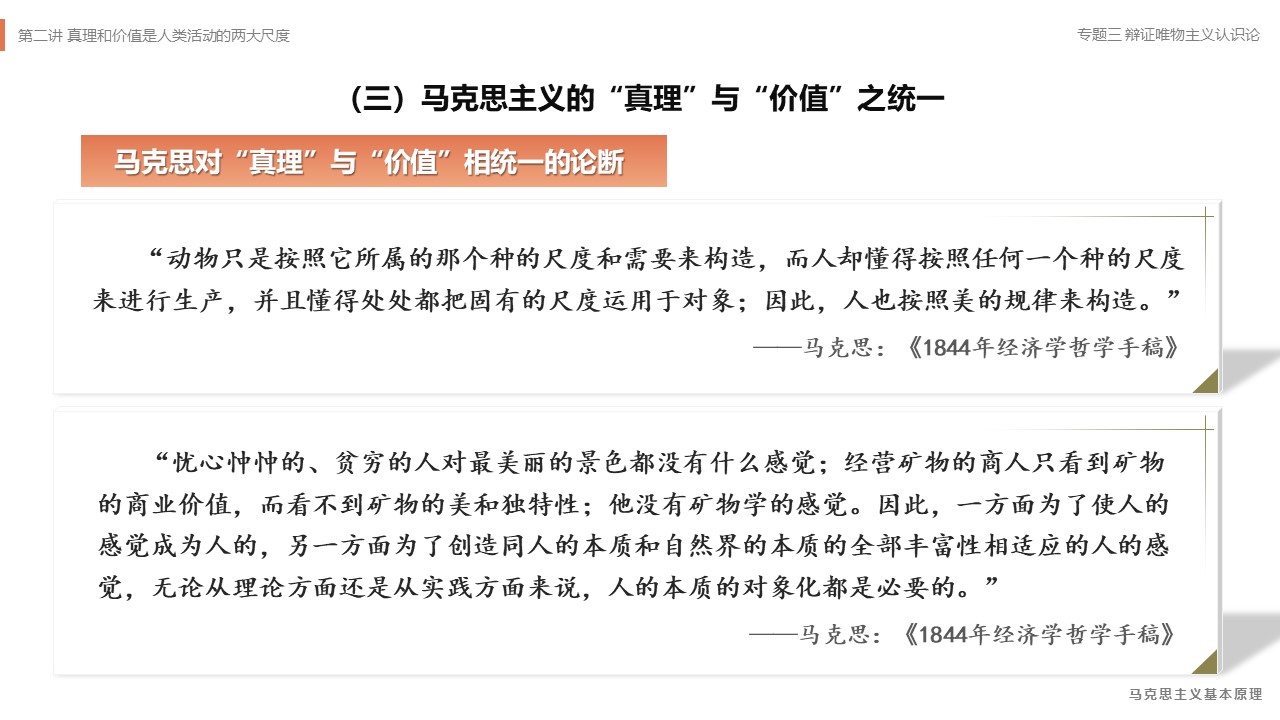 第二讲 真理和价值是人类活动的两大尺度
专题三 辩证唯物主义认识论
（三）马克思主义的“真理”与“价值”之统一
马克思对“真理”与“价值”相统一的论断
“动物只是按照它所属的那个种的尺度和需要来构造，而人却懂得按照任何一个种的尺度
来进行生产，并且懂得处处都把固有的尺度运用于对象；因此，人也按照美的规律来构造。”
——马克思：《1844年经济学哲学手稿》
“忧心忡忡的、贫穷的人对最美丽的景色都没有什么感觉；经营矿物的商人只看到矿物
的商业价值，而看不到矿物的美和独特性；他没有矿物学的感觉。因此，一方面为了使人的
感觉成为人的，另一方面为了创造同人的本质和自然界的本质的全部丰富性相适应的人的感
觉，无论从理论方面还是从实践方面来说，人的本质的对象化都是必要的。”
——马克思：《1844年经济学哲学手稿》
马克思主义基本原理